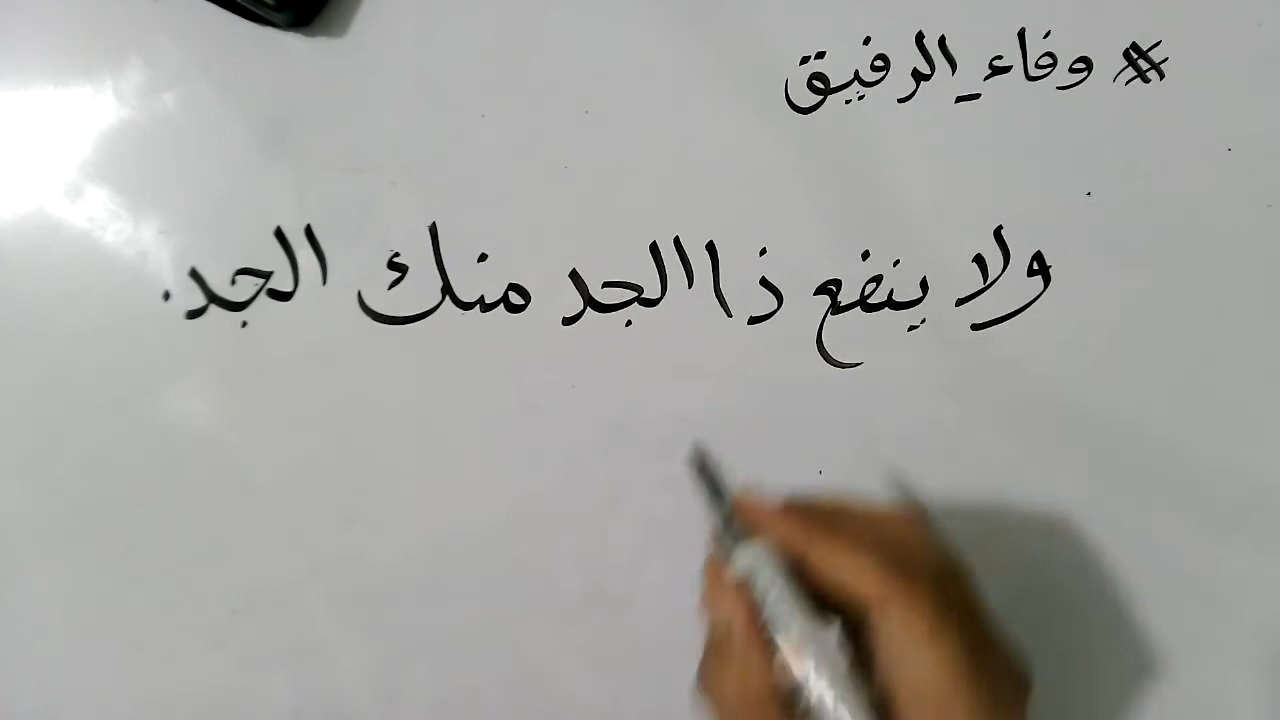 # وفاء_الرفيق
ولا ينفع ذا الجد منك الجد.